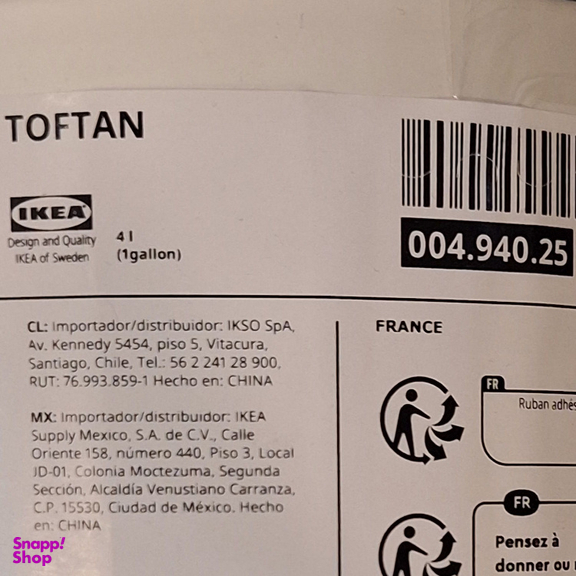 TOFTAN
IKEA
Design and Quality
IKEA of Sweden
4 l
(1gallon)
004.940.25
CL: Importador/distribuidor: IKSO SpA,
Av. Kennedy 5454, piso 5, Vitacura,
Santiago, Chile, Tel.: 56 2 241 28 900,
RUT: 76.993.859-1 Hecho en: CHINA
MX: Importador/distribuidor: IKEA
Supply Mexico, S.A. de C.V., Calle
Oriente 158, número 440, Piso 3, Local
JD-01, Colonia Moctezuma, Segunda
Sección, Alcaldía Venustiano Carranza,
C.P. 15530, Ciudad de México. Hecho
en: CHINA
FRANCE
FR
Ruban adhés
FR
Pensez à
donner ou
Snapp!
Shop